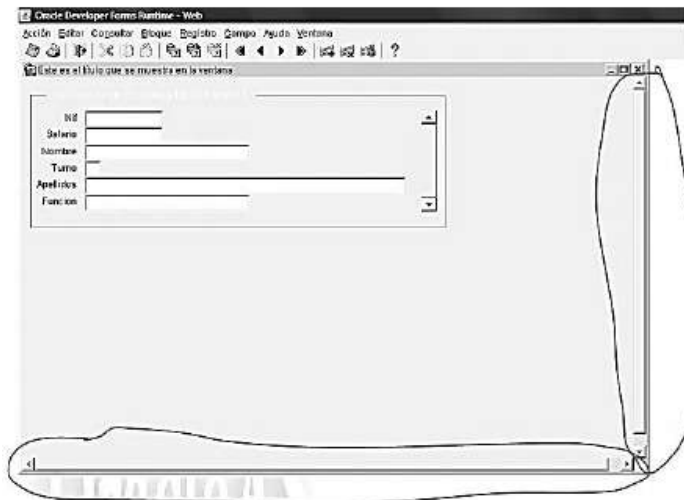 Oracle Developer Forms Runtime - Web
Acción Editar Consultar Bloque Registro Campo Ayuda Ventana
?
Este es el título que se muestra en la ventana
Nif
Salario
Nombre
Turno
Apellidos
Funcion